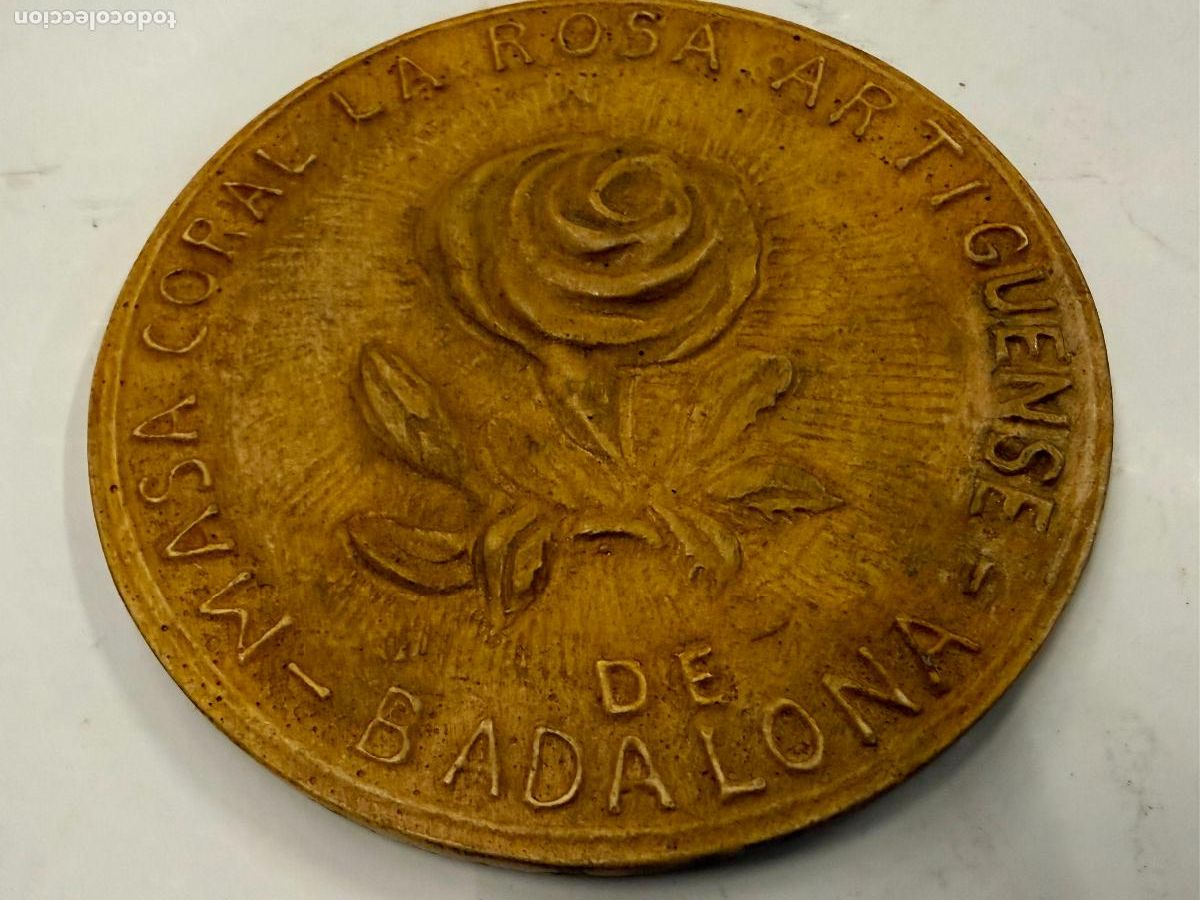 todocoleccion
MASA CORAL LA ROSA ARTIGUENSE -
DE
- BADALONA